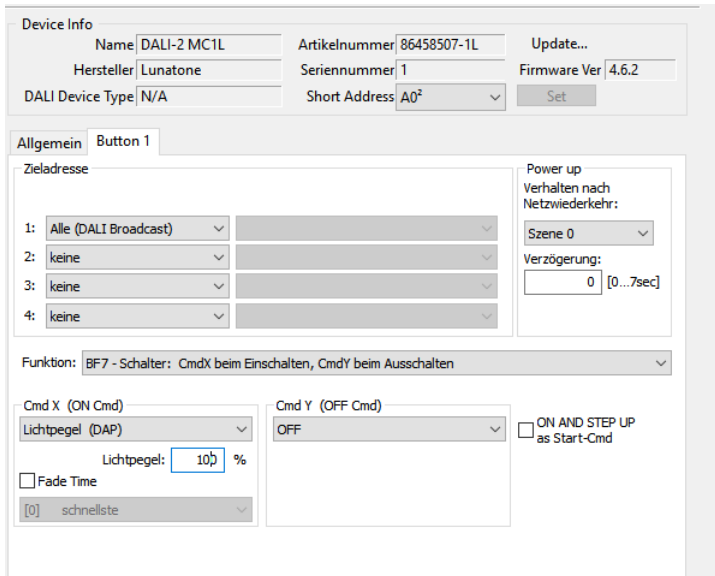 Device Info
Name DALI-2 MC1L Artikelnummer 86458507-1L Update...
Hersteller Lunatone Seriennummer 1 Firmware Ver 4.6.2
DALI Device Type N/A Short Address A0² Set
Allgemein Button 1
Zieladresse
Power up
Verhalten nach
Netzwiederkehr:
1: Alle (DALI Broadcast) Szene 0
2: keine Verzögerung:
3: keine 0 [0...7sec]
4: keine
Funktion: BF7 - Schalter: CmdX beim Einschalten, CmdY beim Ausschalten
Cmd X (ON Cmd) Cmd Y (OFF Cmd)
Lichtpegel (DAP) OFF ON AND STEP UP
as Start-Cmd
Lichtpegel: 100 %
Fade Time
[0] schnellste